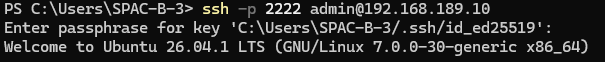 PS C:\Users\SPAC-B-3> ssh -p 2222 admin@192.168.189.10
Enter passphrase for key 'C:\Users\SPAC-B-3/.ssh/id_ed25519':
Welcome to Ubuntu 26.04.1 LTS (GNU/Linux 7.0.0-30-generic x86_64)